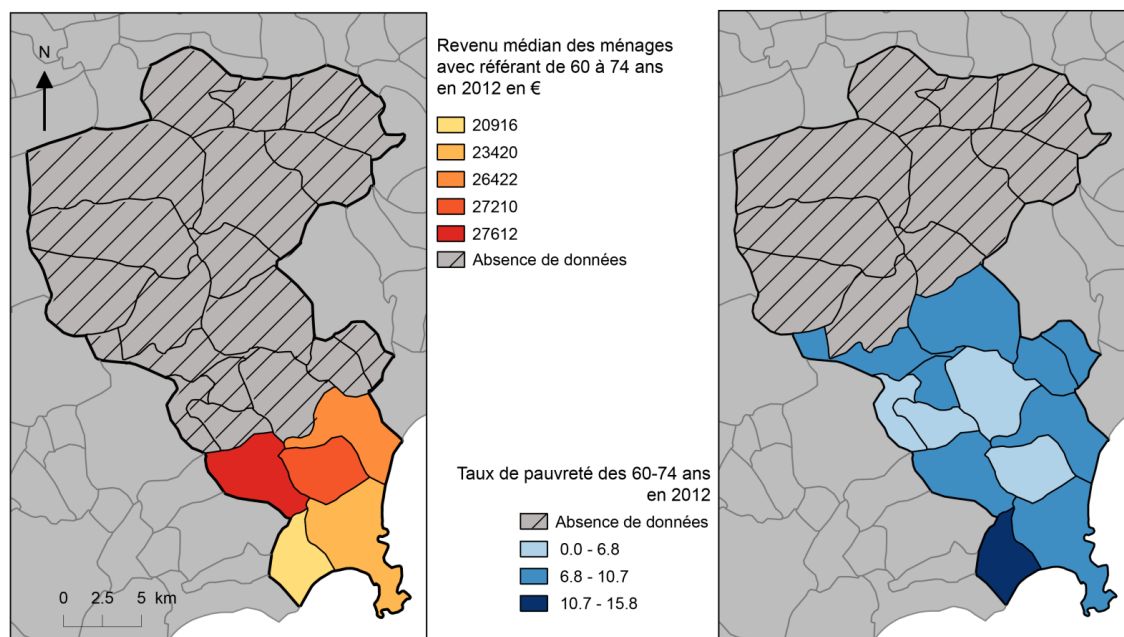 N
Revenu médian des ménages
avec référant de 60 à 74 ans
en 2012 en €
20916
23420
26422
27210
27612
Absence de données
0 2.5 5 km
Taux de pauvreté des 60-74 ans
en 2012
Absence de données
0.0 - 6.8
6.8 - 10.7
10.7 - 15.8